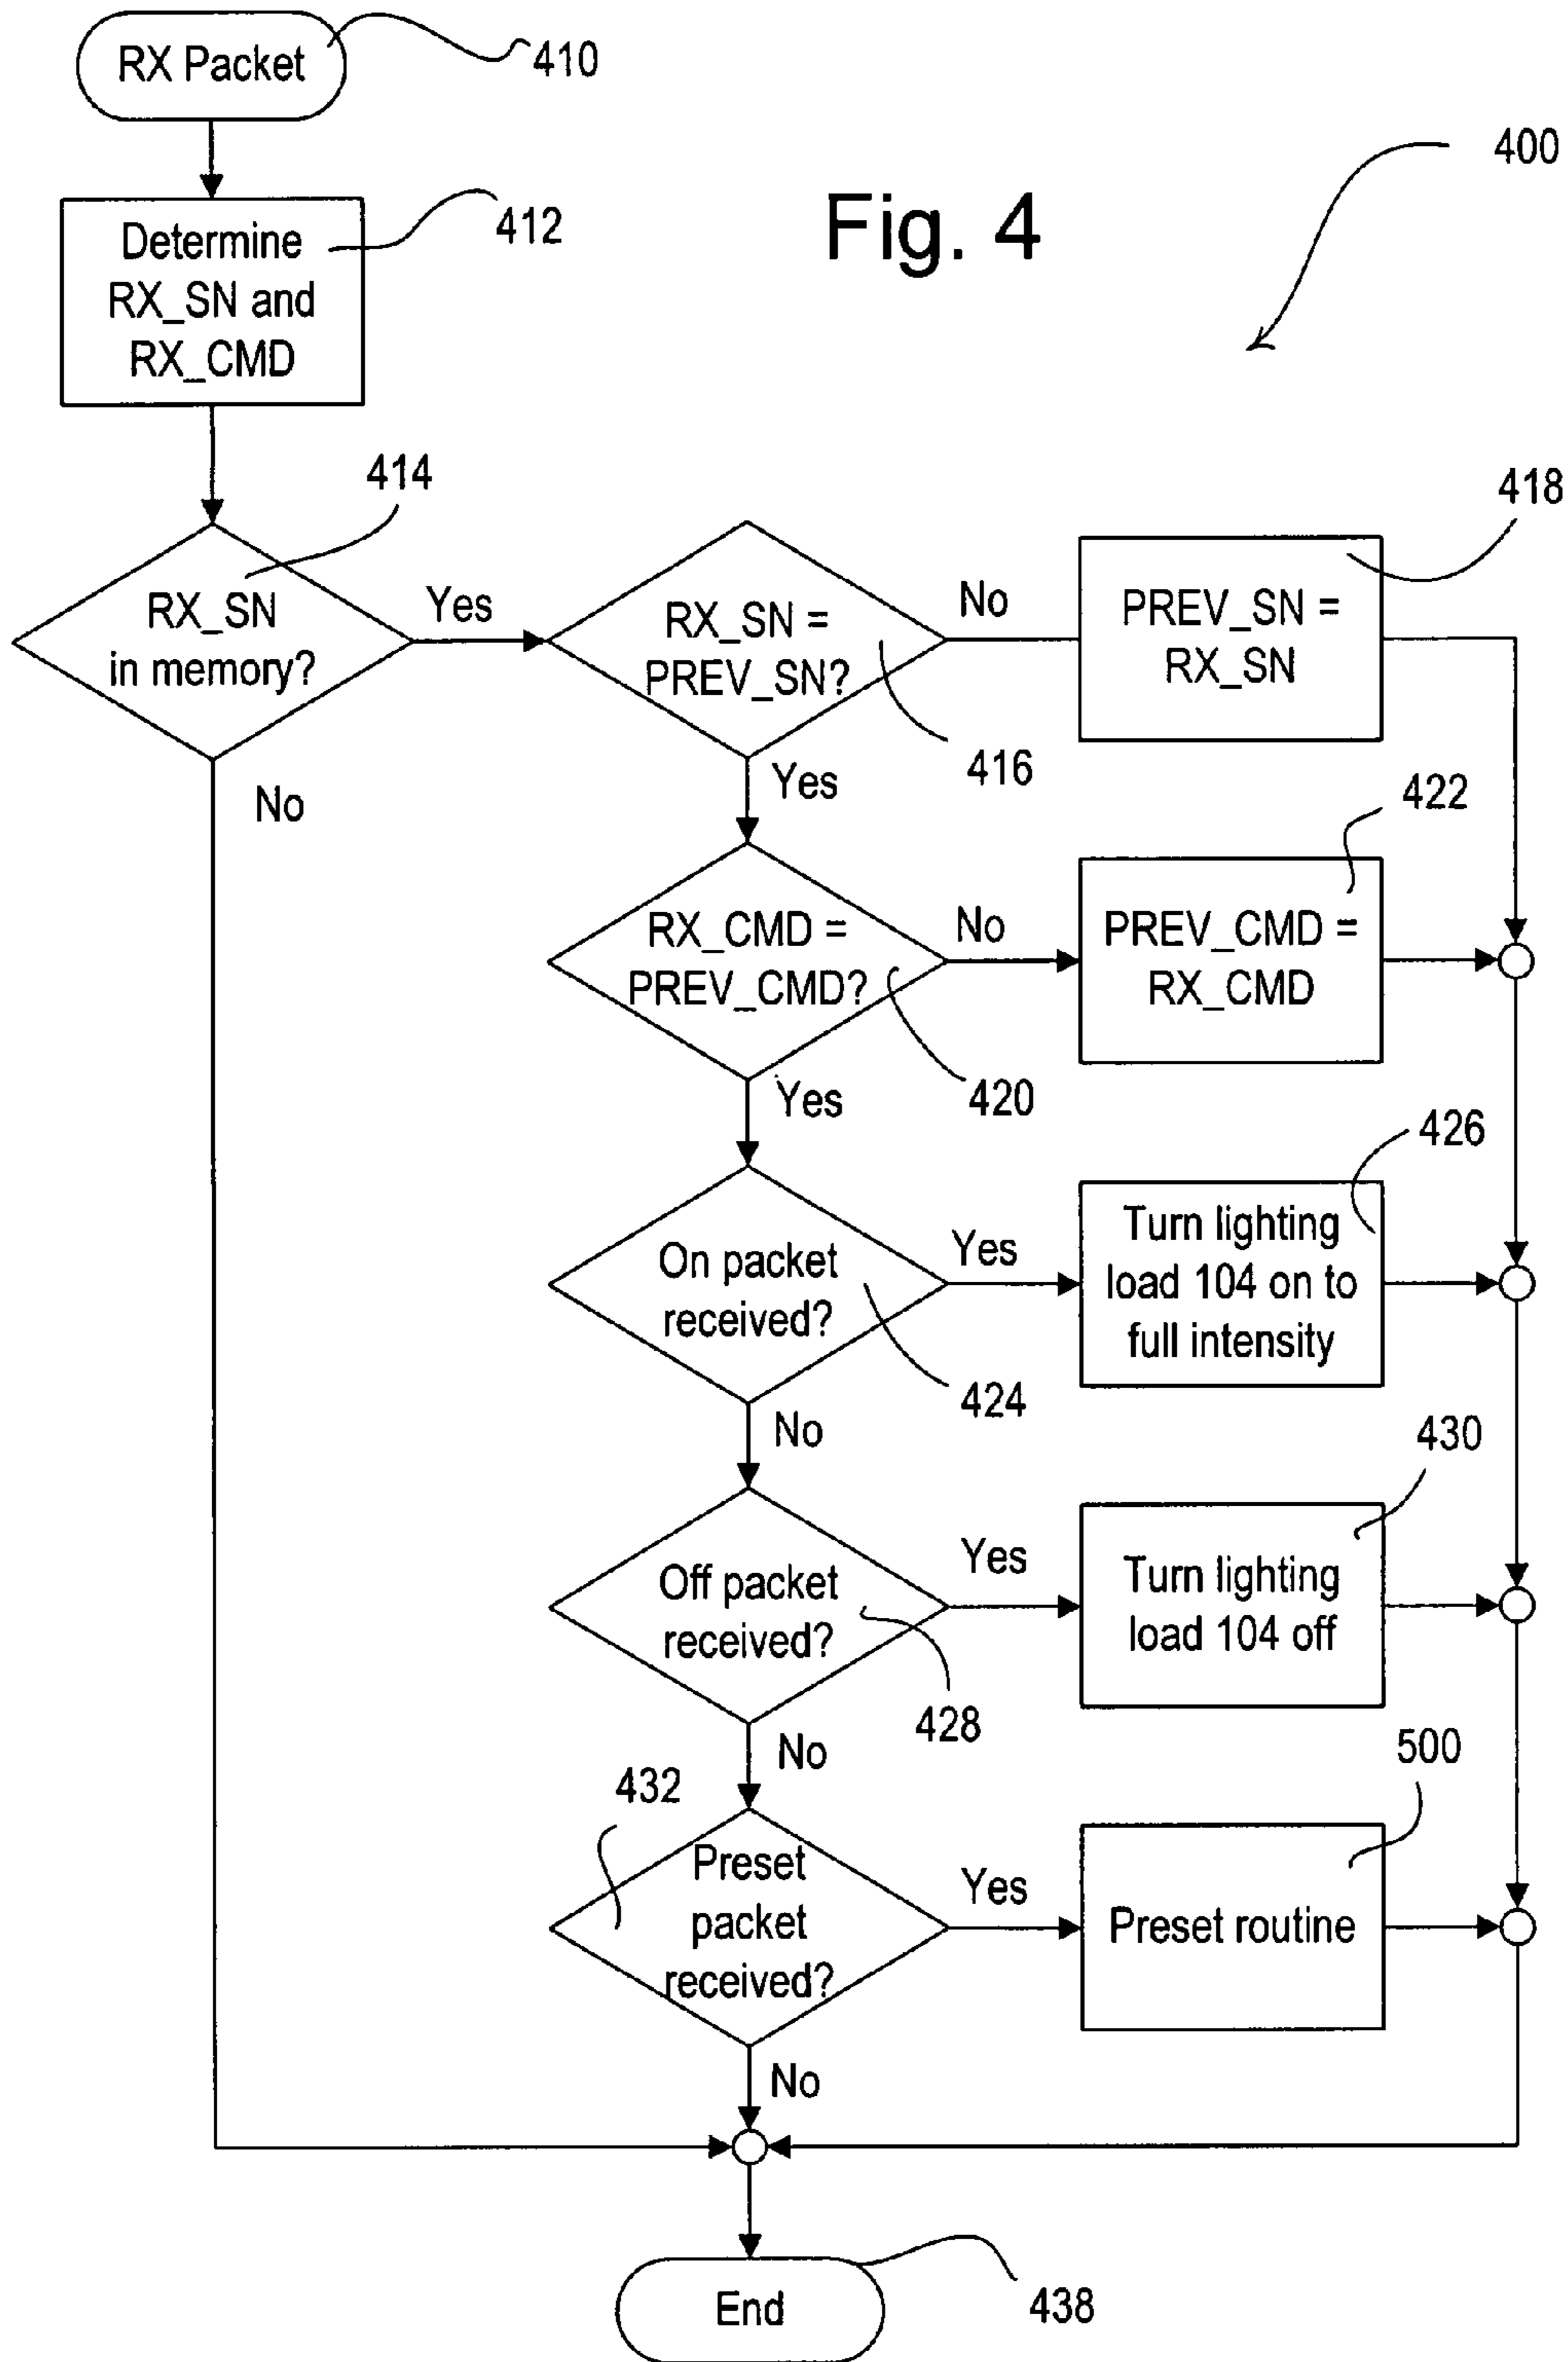 RX Packet
410
400
Determine
RX_SN and
RX_CMD
412
Fig. 4
414
RX_SN
in memory?
Yes
No
RX_SN =
PREV_SN?
416
No
Yes
PREV_SN =
RX_SN
418
RX_CMD =
PREV_CMD?
420
No
Yes
PREV_CMD =
RX_CMD
422
On packet
received?
424
Yes
No
Turn lighting
load 104 on to
full intensity
426
Off packet
received?
428
Yes
No
Turn lighting
load 104 off
430
432
Preset
packet
received?
Yes
No
Preset routine
500
End
438